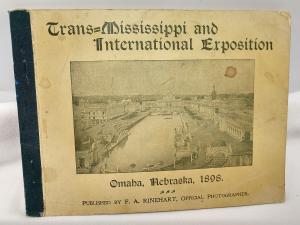 Trans=Mississippi and
International Exposition
Omaha, Nebraska, 1898.
Published by F. A. RINEHART, Official Photographer.